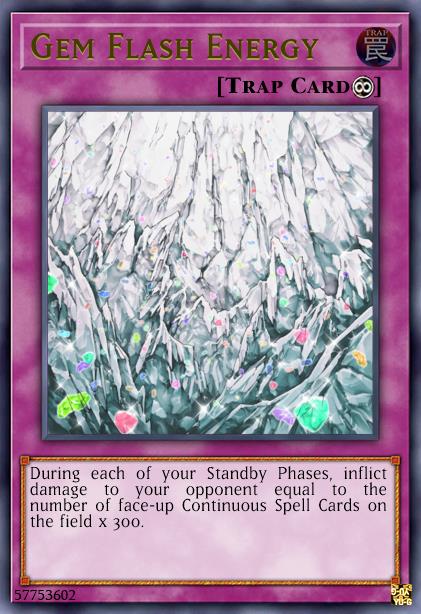 GEM FLASH ENERGY
TRAP
罠
[TRAP CARD]
During each of your Standby Phases, inflict
damage to your opponent equal to the
number of face-up Continuous Spell Cards on
the field x 300.
57753602